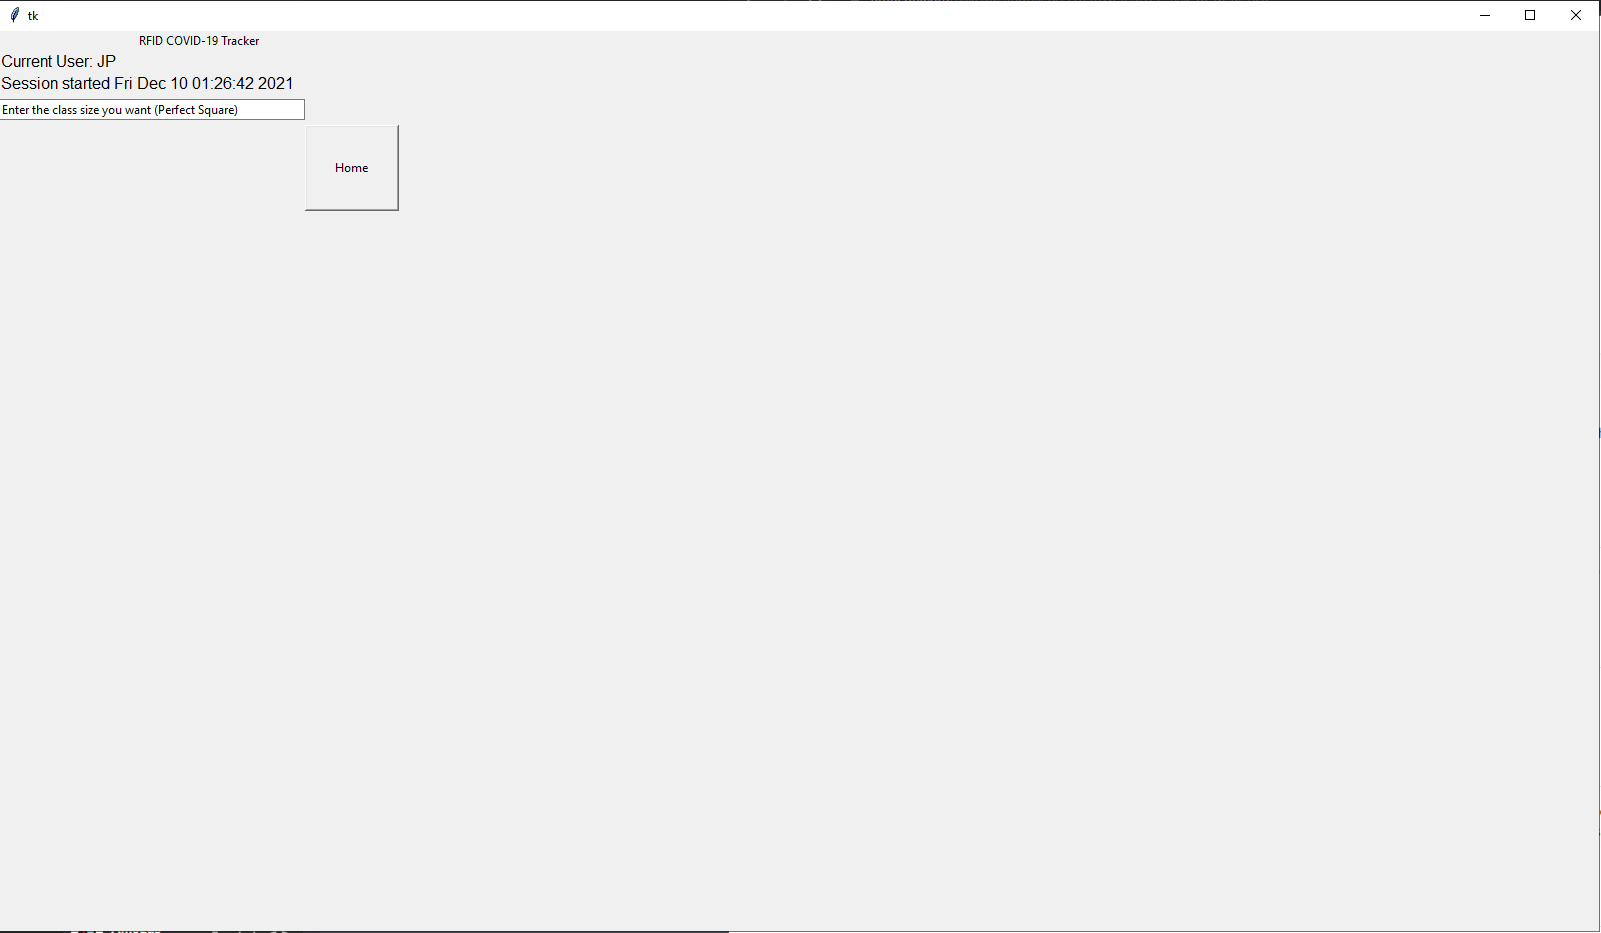 tk
RFID COVID-19 Tracker
Current User: JP
Session started Fri Dec 10 01:26:42 2021
Enter the class size you want (Perfect Square)
Home